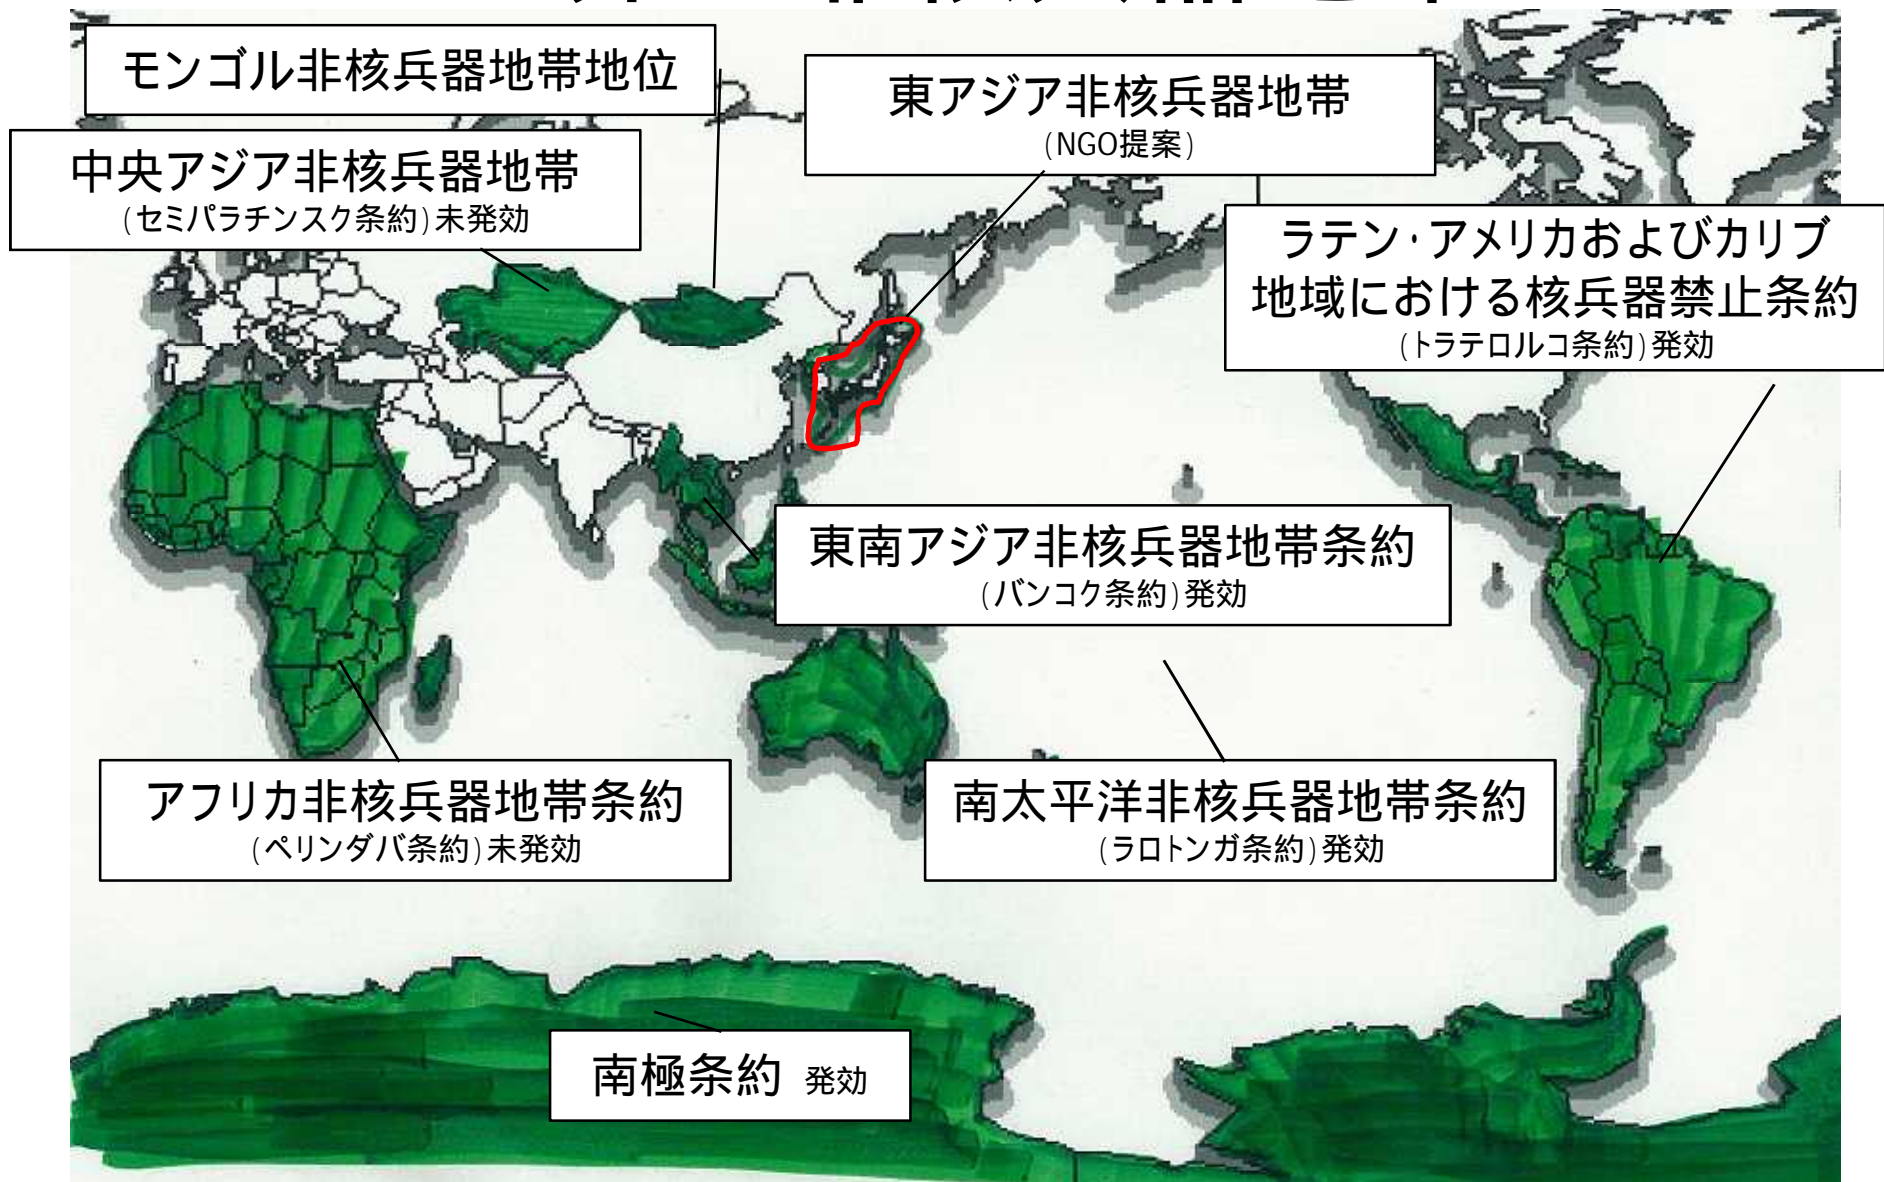 モンゴル非核兵器地帯地位
東アジア非核兵器地帯
(NGO提案)
中央アジア非核兵器地帯
(セミパラチンスク条約)未発効
ラテン・アメリカおよびカリブ
地域における核兵器禁止条約
(トラテロルコ条約)発効
東南アジア非核兵器地帯条約
(バンコク条約)発効
アフリカ非核兵器地帯条約
(ペリンダバ条約)未発効
南太平洋非核兵器地帯条約
(ラロトンガ条約)発効
南極条約 発効